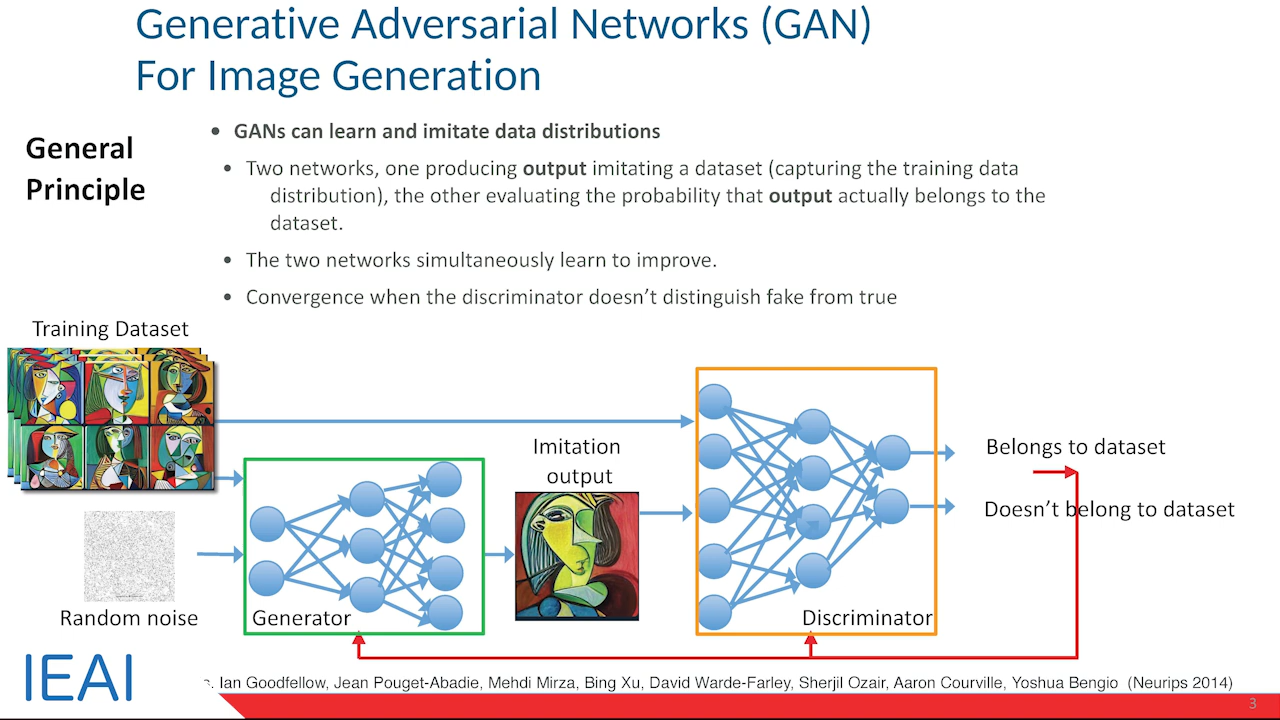 Generative Adversarial Networks (GAN)
For Image Generation
General
Principle
• GANs can learn and imitate data distributions
• Two networks, one producing output imitating a dataset (capturing the training data
distribution), the other evaluating the probability that output actually belongs to the
dataset.
• The two networks simultaneously learn to improve.
• Convergence when the discriminator doesn’t distinguish fake from true
Training Dataset
Imitation
output
Belongs to dataset
Doesn’t belong to dataset
Random noise
Generator
Discriminator
IEAI
s. Ian Goodfellow, Jean Pouget-Abadie, Mehdi Mirza, Bing Xu, David Warde-Farley, Sherjil Ozair, Aaron Courville, Yoshua Bengio (Neurips 2014)
3